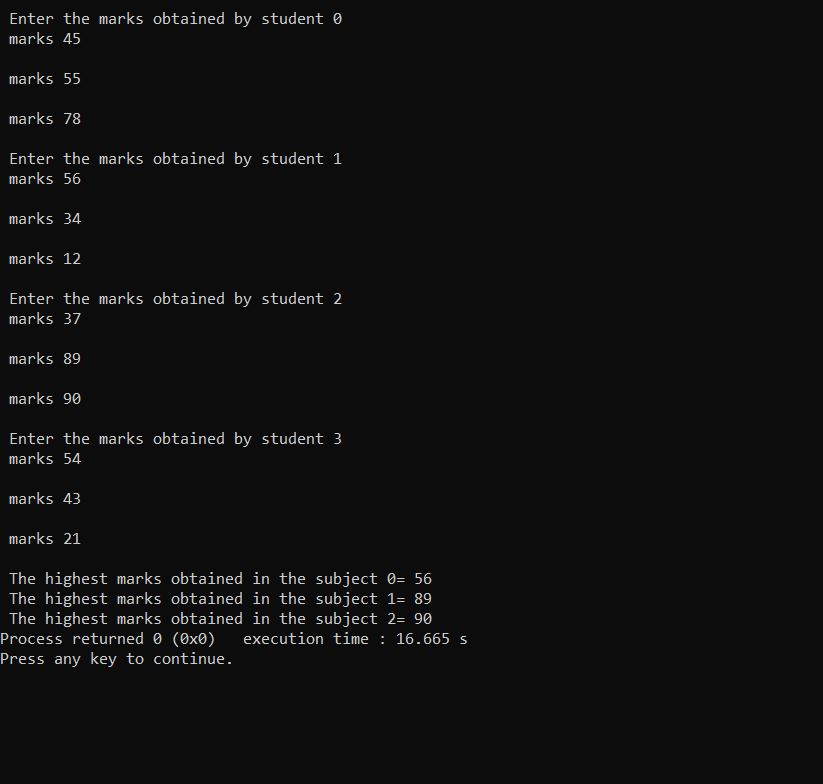 Enter the marks obtained by student 0
marks 45
marks 55
marks 78
Enter the marks obtained by student 1
marks 56
marks 34
marks 12
Enter the marks obtained by student 2
marks 37
marks 89
marks 90
Enter the marks obtained by student 3
marks 54
marks 43
marks 21
The highest marks obtained in the subject 0= 56
The highest marks obtained in the subject 1= 89
The highest marks obtained in the subject 2= 90
Process returned 0 (0x0)   execution time : 16.665 s
Press any key to continue.